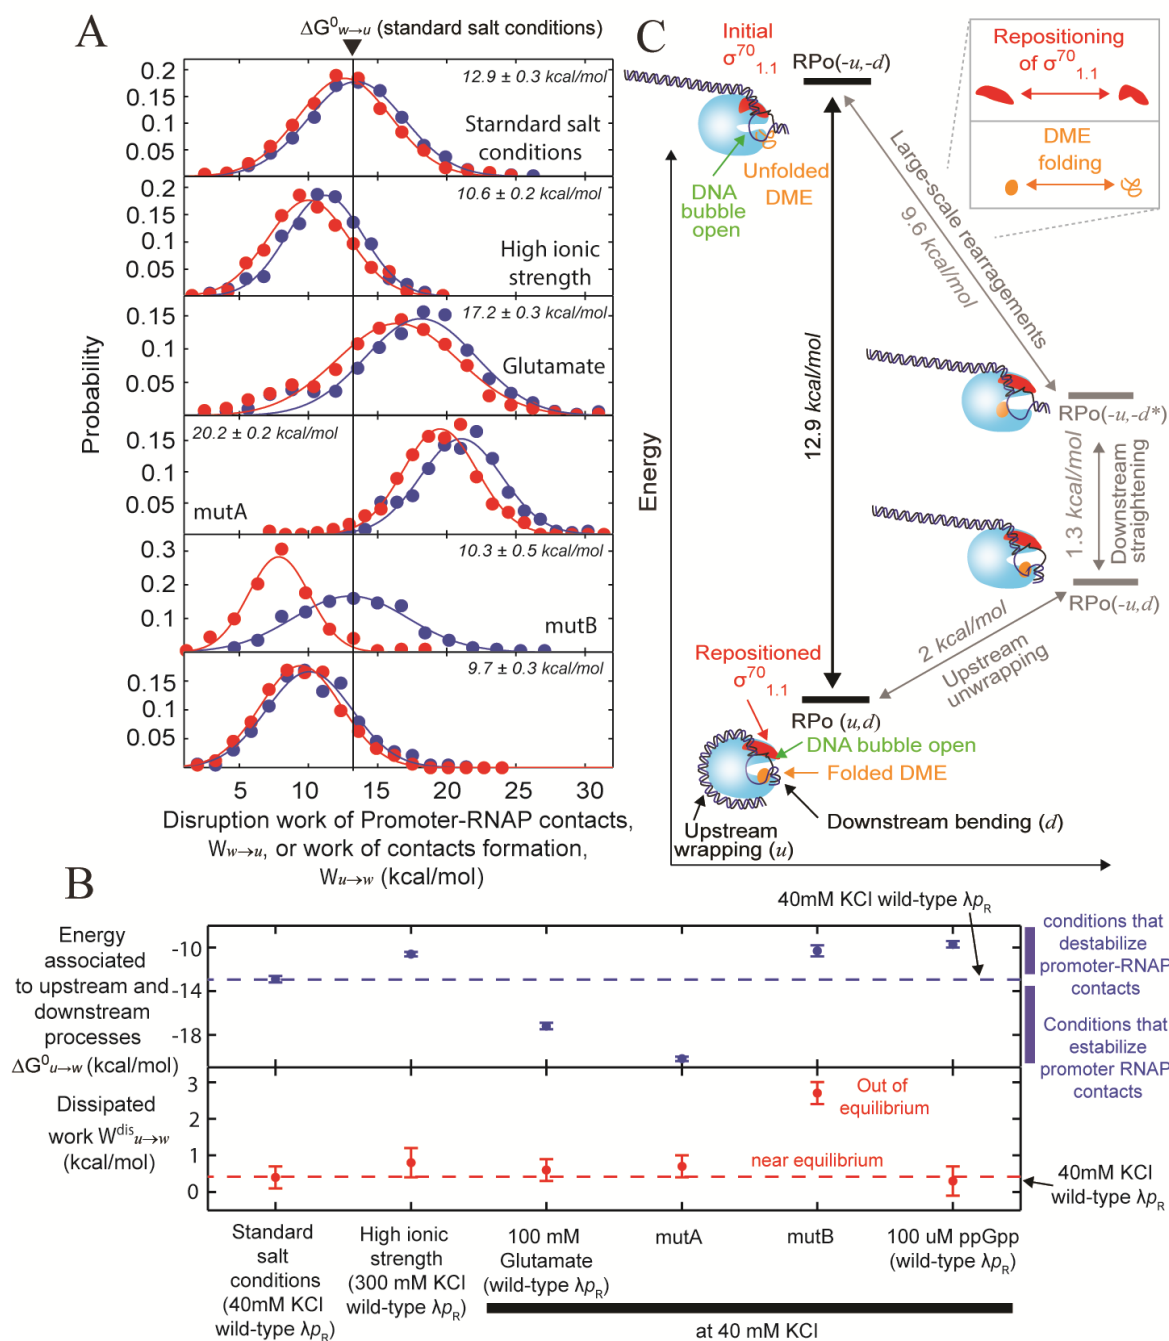 A
ΔG⁰w→u (standard salt conditions)
0.2
0.15
0.1
0.05
12.9 ± 0.3 kcal/mol
Starndard salt
conditions
0.2
0.15
0.1
0.05
10.6 ± 0.2 kcal/mol
High ionic
strength
0.15
0.1
0.05
0
17.2 ± 0.3 kcal/mol
Glutamate
0.15
0.1
0.05
0
20.2 ± 0.2 kcal/mol
mutA
0.3
0.2
0.1
0
10.3 ± 0.5 kcal/mol
mutB
0.15
0.1
0.05
9.7 ± 0.3 kcal/mol
Probability
5 10 15 20 25 30
Disruption work of Promoter-RNAP contacts,
Ww→u, or work of contacts formation,
Wu→w (kcal/mol)
C
Initial
σ⁷⁰1.1
RPo(-u,-d)
Repositioning
of σ⁷⁰1.1
DME
folding
DNA
bubble
open
Unfolded
DME
Large-scale rearragements
9.6 kcal/mol
Energy
12.9 kcal/mol
RPo(-u,-d*)
1.3 kcal/mol
Downstream
straightening
RPo(-u,d)
2 kcal/mol
Upstream
unwrapping
Repositioned
σ⁷⁰1.1
RPo (u,d)
DNA bubble open
Folded DME
Upstream
wrapping (u)
Downstream bending (d)
B
40mM KCl wild-type λpR
Energy
associated
to upstream and
downstream
processes
ΔG⁰u→w (kcal/mol)
-10
-14
-18
conditions that
destabilize
promoter-RNAP
contacts
Conditions that
estabilize
promoter RNAP
contacts
Dissipated
work Wᵈⁱˢu→w
(kcal/mol)
3
2
1
0
Out of
equilibrium
near equilibrium
40mM KCl
wild-type λpR
Standard
salt
conditions
(40mM KCl
wild-type λpR)
High ionic
strength
(300 mM KCl
wild-type λpR)
100 mM
Glutamate
(wild-type λpR)
mutA
mutB
100 uM ppGpp
(wild-type λpR)
at 40 mM KCl